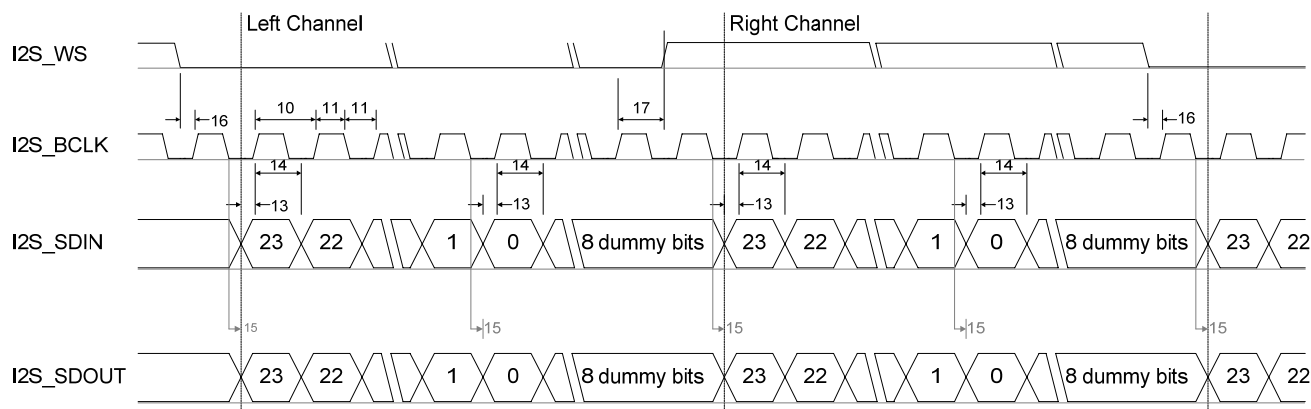 Left Channel Right Channel
I2S_WS
10 11 11 17
16 16
I2S_BCLK
14 14 14 14
13 13 13 13
I2S_SDIN 23 22 1 0 8 dummy bits 23 22 1 0 8 dummy bits 23 22
15 15 15 15 15
I2S_SDOUT 23 22 1 0 8 dummy bits 23 22 1 0 8 dummy bits 23 22